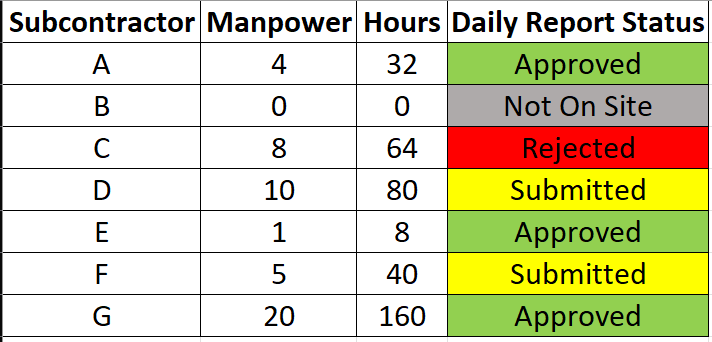 Subcontractor Manpower Hours Daily Report Status
A 4 32 Approved
B 0 0 Not On Site
C 8 64 Rejected
D 10 80 Submitted
E 1 8 Approved
F 5 40 Submitted
G 20 160 Approved